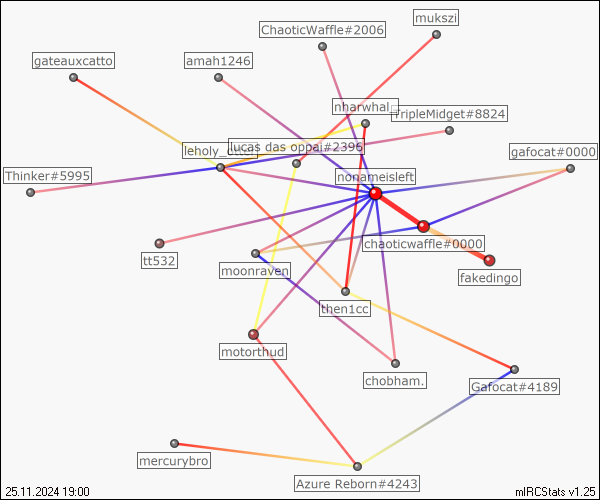 mukszi
ChaoticWaffle#2006
gateauxcatto
amah1246
nharwhal_
TripleMidget#8824
leholy_
lucas das oppai#2396
gafocat#0000
Thinker#5995
nonameisleft
chaoticwaffle#0000
tt532
moonraven
fakedingo
then1cc
motorthud
chobham.
Gafocat#4189
mercurybro
Azure Reborn#4243
25.11.2024 19:00
mIRCStats v1.25